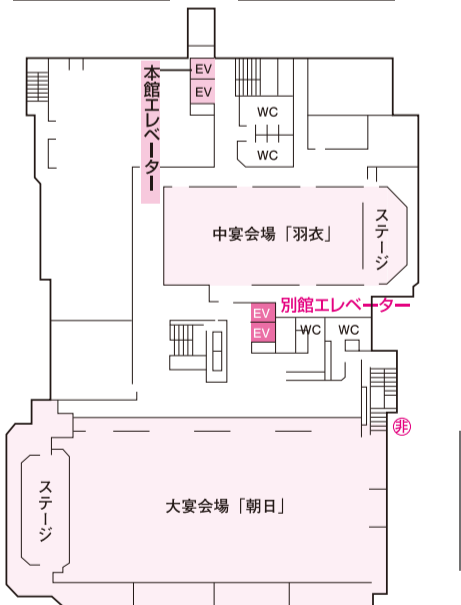 EV
EV
本館エレベーター
WC
WC
中宴会場「羽衣」
ステージ
別館エレベーター
EV
EV
WC
WC
非
ステージ
大宴会場「朝日」